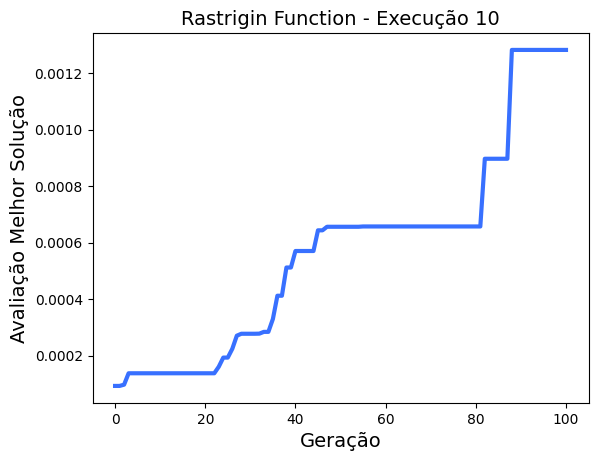 Rastrigin Function - Execução 10
Avaliação Melhor Solução
0.0012
0.0010
0.0008
0.0006
0.0004
0.0002
0 20 40 60 80 100
Geração